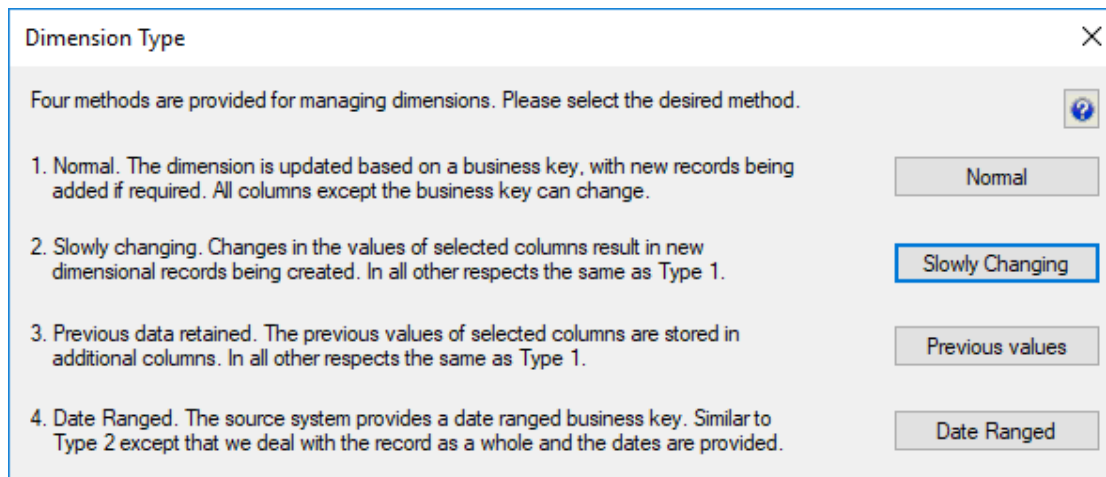 Dimension Type
Four methods are provided for managing dimensions. Please select the desired method.
1. Normal. The dimension is updated based on a business key, with new records being
added if required. All columns except the business key can change.
Normal
2. Slowly changing. Changes in the values of selected columns result in new
dimensional records being created. In all other respects the same as Type 1.
Slowly Changing
3. Previous data retained. The previous values of selected columns are stored in
additional columns. In all other respects the same as Type 1.
Previous values
4. Date Ranged. The source system provides a date ranged business key. Similar to
Type 2 except that we deal with the record as a whole and the dates are provided.
Date Ranged